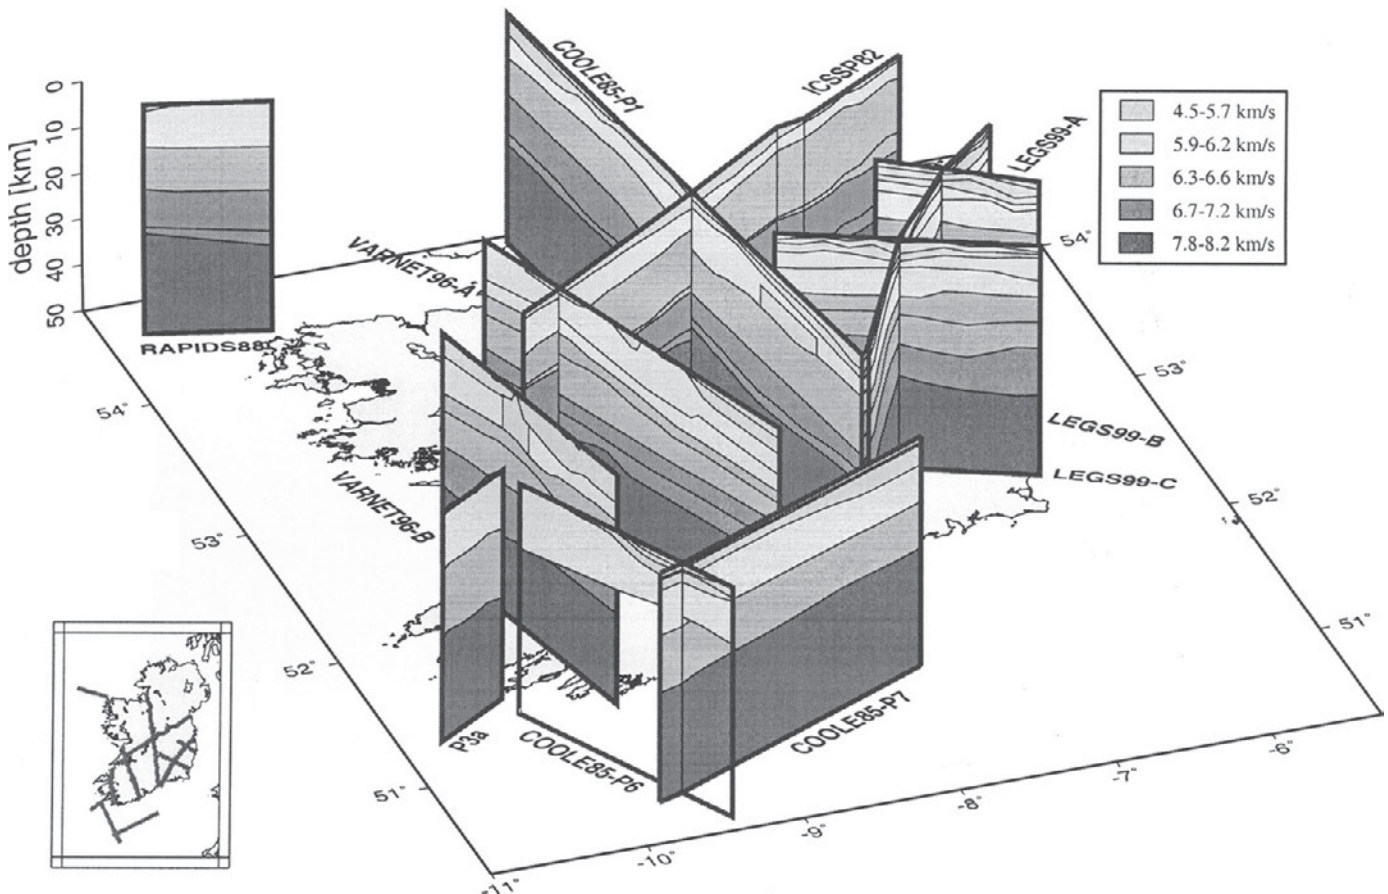 COOLE85-P1
ICSSP82
LEGS99-A
4.5-5.7 km/s
5.9-6.2 km/s
6.3-6.6 km/s
6.7-7.2 km/s
7.8-8.2 km/s
depth [km]
0
10
20
30
40
50
RAPIDS88
VARNET96-A
VARNET96-B
P3a
COOLE85-P6
COOLE85-P7
LEGS99-B
LEGS99-C
54°
53°
52°
51°
54°
53°
52°
51°
-11°
-10°
-9°
-8°
-7°
-6°